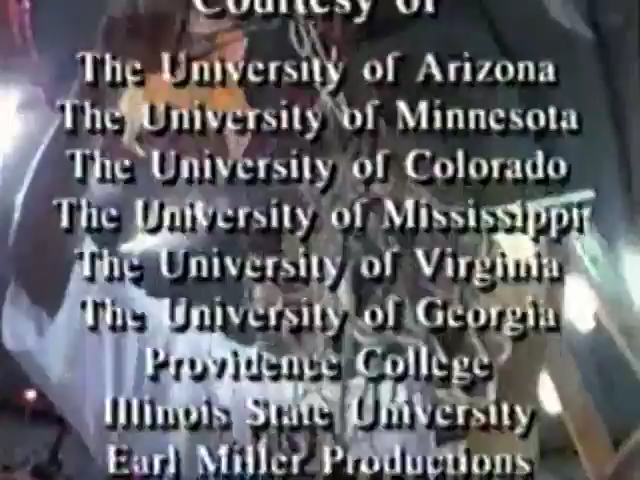 Courtesy of
The University of Arizona
The University of Minnesota
The University of Colorado
The University of Mississippi
The University of Virginia
The University of Georgia
Providence College
Illinois State University
Earl Miller Productions